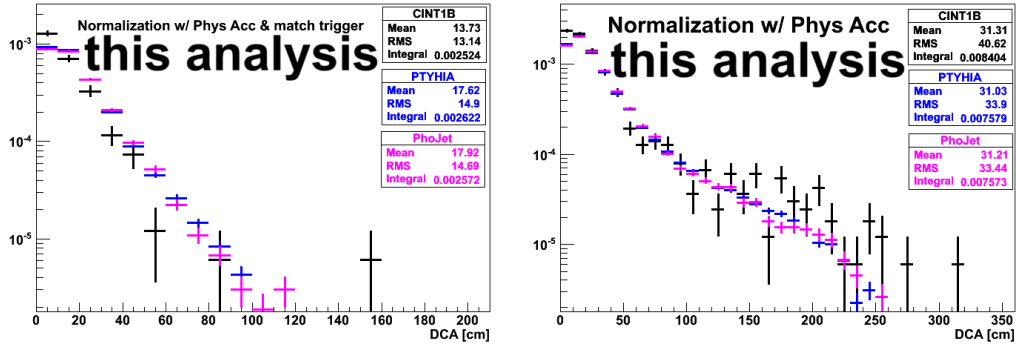 Normalization w/ Phys Acc & match trigger
this analysis
CINT1B
Mean 13.73
RMS 13.14
Integral 0.002524
PTYHIA
Mean 17.62
RMS 14.9
Integral 0.002622
PhoJet
Mean 17.92
RMS 14.69
Integral 0.002572
10-3
10-4
10-5
0 20 40 60 80 100 120 140 160 180 200
DCA [cm]
Normalization w/ Phys Acc
this analysis
CINT1B
Mean 31.31
RMS 40.62
Integral 0.008404
PTYHIA
Mean 31.03
RMS 33.9
Integral 0.007579
PhoJet
Mean 31.21
RMS 33.44
Integral 0.007573
10-3
10-4
10-5
0 50 100 150 200 250 300 350
DCA [cm]